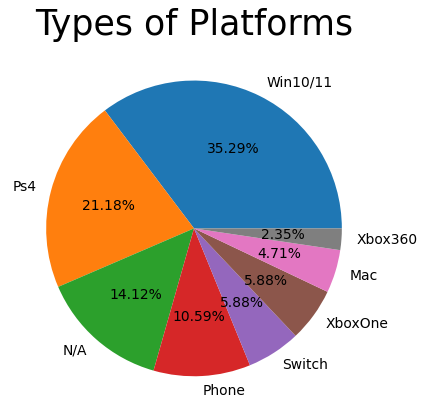 Types of Platforms
Win10/11
35.29%
Ps4
21.18%
N/A
14.12%
Phone
10.59%
Switch
5.88%
XboxOne
5.88%
Mac
4.71%
Xbox360
2.35%